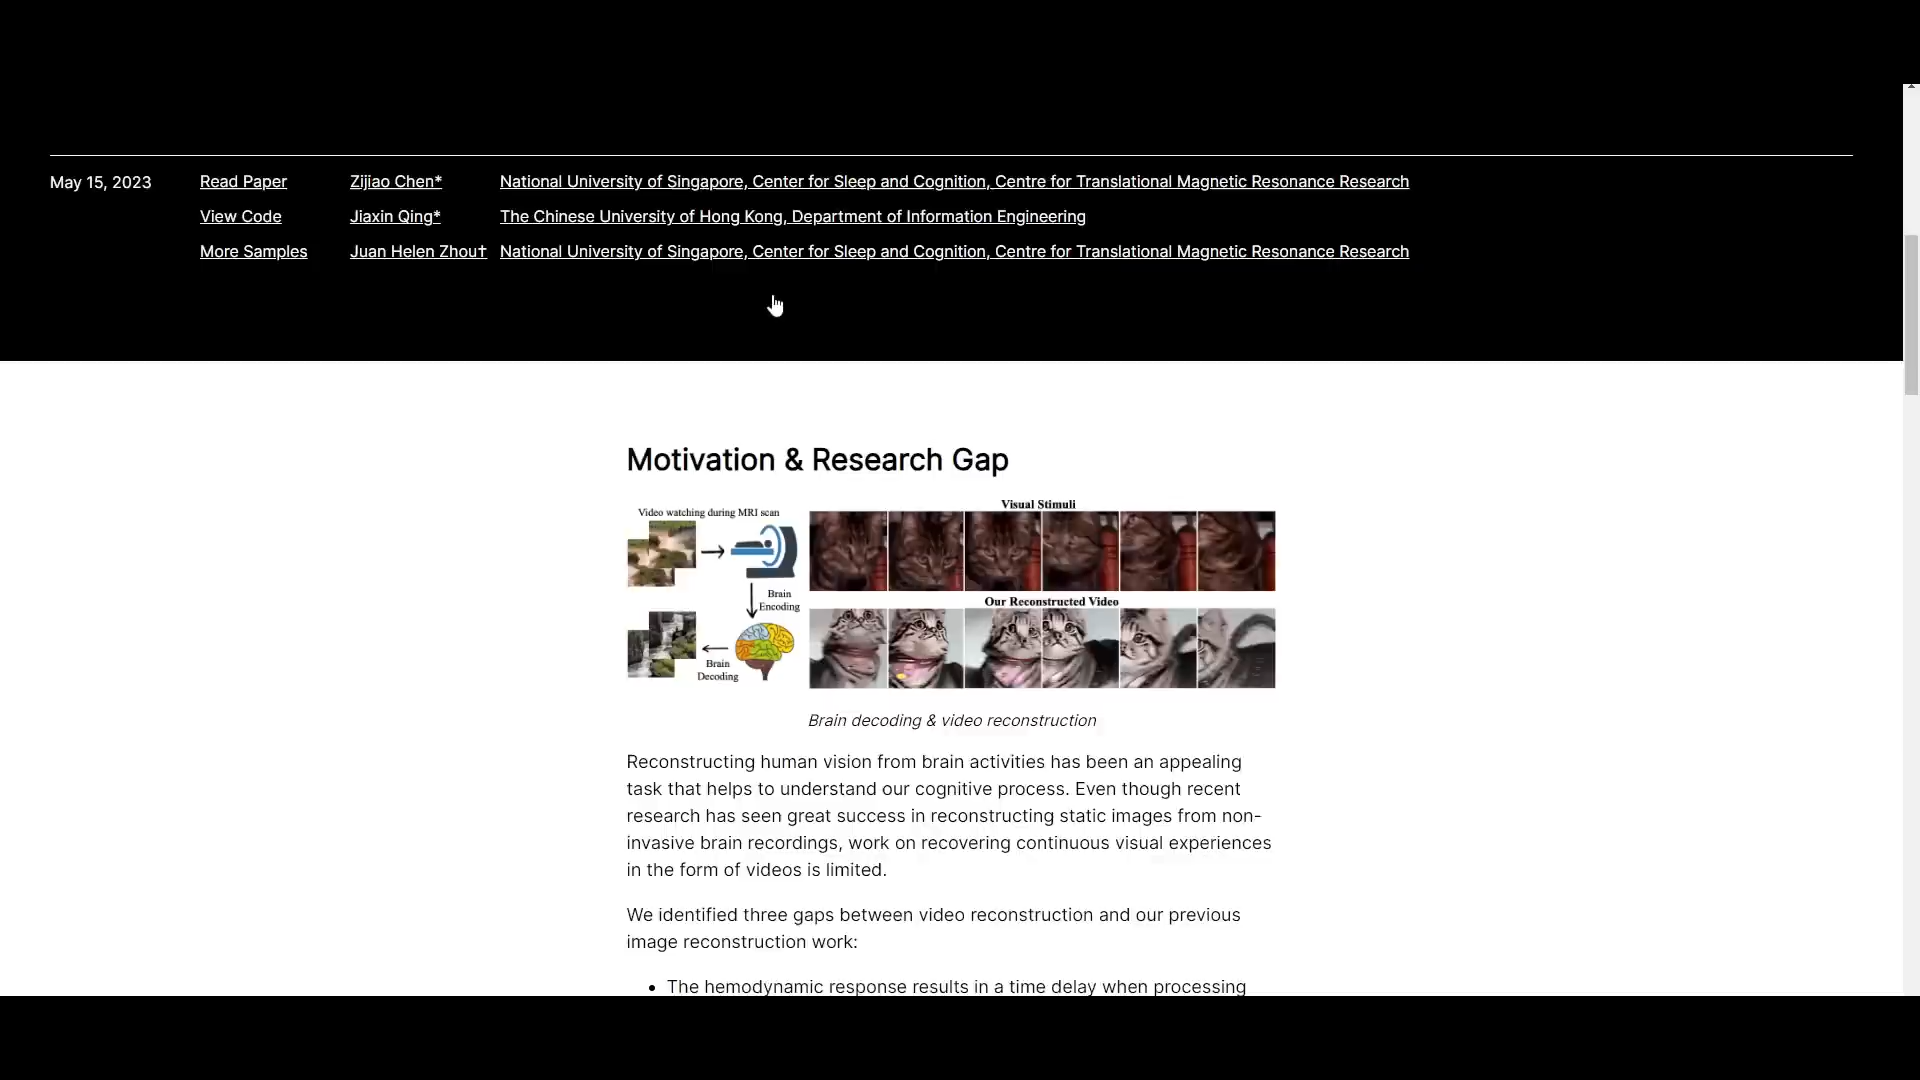 May 15, 2023
Read Paper
Zijiao Chen*
National University of Singapore, Center for Sleep and Cognition, Centre for Translational Magnetic Resonance Research
View Code
Jiaxin Qing*
The Chinese University of Hong Kong, Department of Information Engineering
More Samples
Juan Helen Zhou†
National University of Singapore, Center for Sleep and Cognition, Centre for Translational Magnetic Resonance Research
Motivation & Research Gap
Video watching during MRI scan
Brain
Encoding
Brain
Decoding
Visual Stimuli
Our Reconstructed Video
Brain decoding & video reconstruction
Reconstructing human vision from brain activities has been an appealing
task that helps to understand our cognitive process. Even though recent
research has seen great success in reconstructing static images from non-
invasive brain recordings, work on recovering continuous visual experiences
in the form of videos is limited.
We identified three gaps between video reconstruction and our previous
image reconstruction work:
• The hemodynamic response results in a time delay when processing